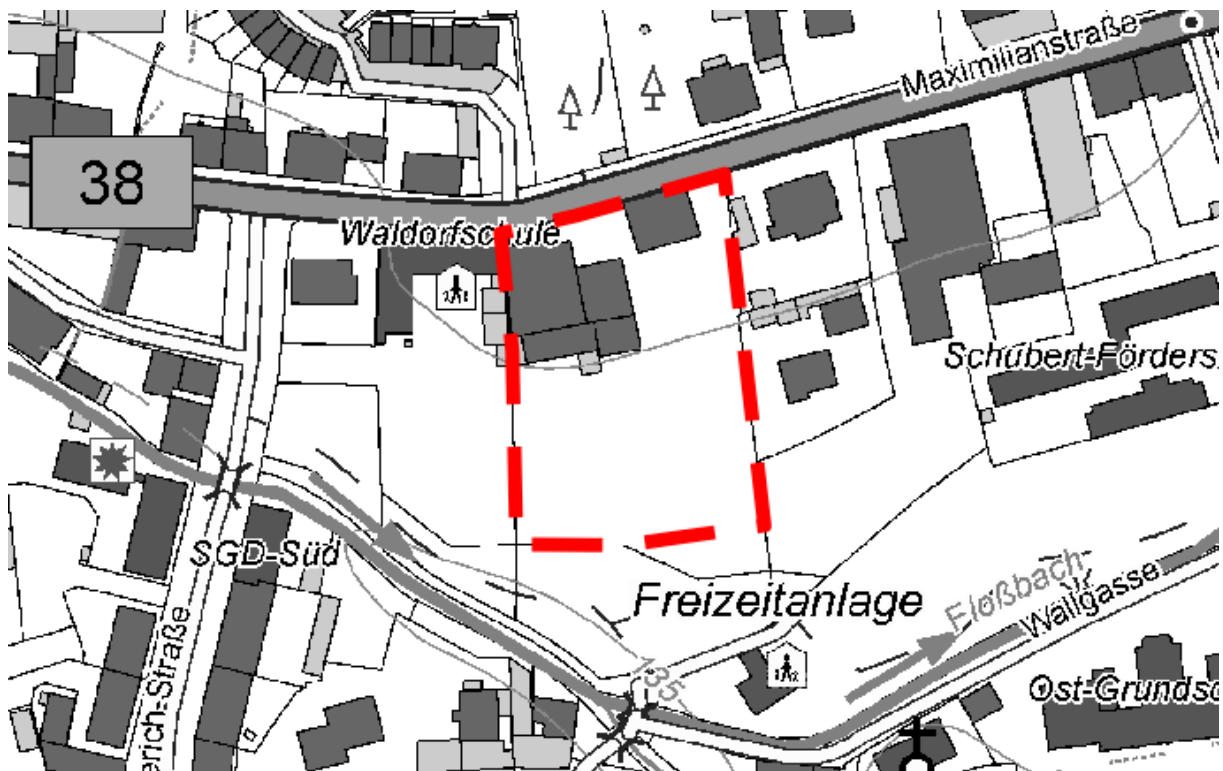 Maximilianstraße
38
Waldorfschule
Schubert-Förders
SGD-Süd
Freizeitanlage
Floßbach
Wallgasse
135
erich-Straße
Ost-Grundsc